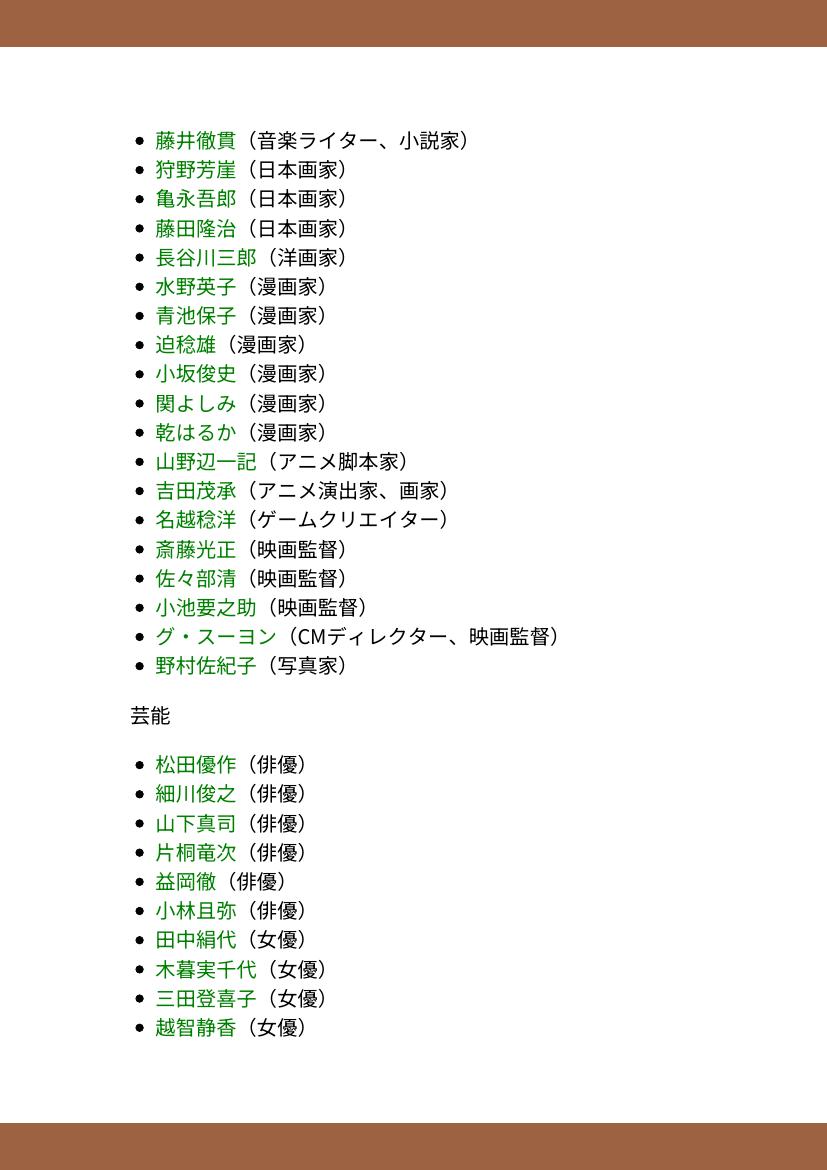 • 藤井徹貫（音楽ライター、小説家）
• 狩野芳崖（日本画家）
• 亀永吾郎（日本画家）
• 藤田隆治（日本画家）
• 長谷川三郎（洋画家）
• 水野英子（漫画家）
• 青池保子（漫画家）
• 迫稔雄（漫画家）
• 小坂俊史（漫画家）
• 関よしみ（漫画家）
• 乾はるか（漫画家）
• 山野辺一記（アニメ脚本家）
• 吉田茂承（アニメ演出家、画家）
• 名越稔洋（ゲームクリエイター）
• 斎藤光正（映画監督）
• 佐々部清（映画監督）
• 小池要之助（映画監督）
• グ・スーヨン（CMディレクター、映画監督）
• 野村佐紀子（写真家）
芸能
• 松田優作（俳優）
• 細川俊之（俳優）
• 山下真司（俳優）
• 片桐竜次（俳優）
• 益岡徹（俳優）
• 小林且弥（俳優）
• 田中絹代（女優）
• 木暮実千代（女優）
• 三田登喜子（女優）
• 越智静香（女優）